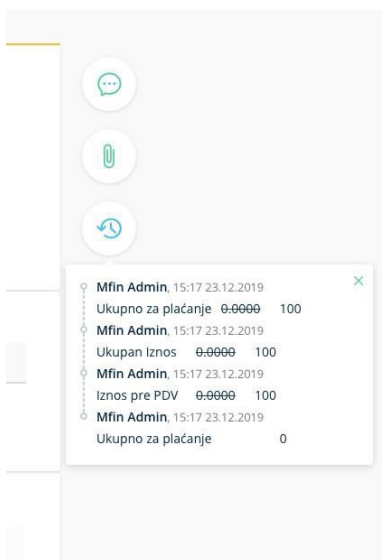 Mfin Admin, 15:17 23.12.2019
Ukupno za plaćanje 0.0000 100
Mfin Admin, 15:17 23.12.2019
Ukupan Iznos 0.0000 100
Mfin Admin, 15:17 23.12.2019
Iznos pre PDV 0.0000 100
Mfin Admin, 15:17 23.12.2019
Ukupno za plaćanje 0